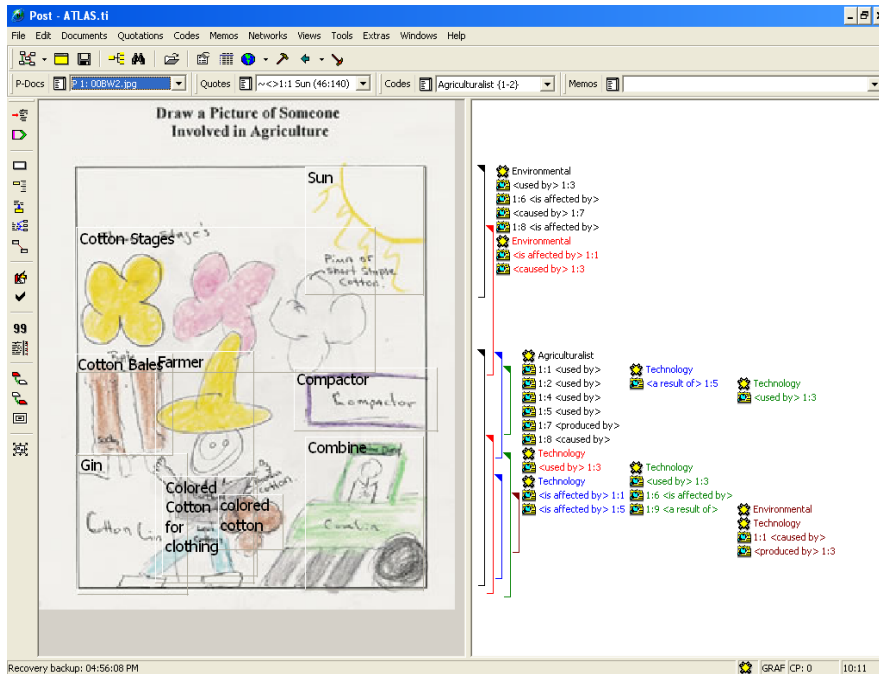 Post - ATLAS.ti
File Edit Documents Quotations Codes Memos Networks Views Tools Extras Windows Help
P-Docs P 1: 00BW2.jpg Quotes ~<>1:1 Sun (46:140) Codes Agriculturalist {1-2} Memos
99
Draw a Picture of Someone
Involved in Agriculture
Sun
Cotton Stages
Pima or
short Staple
Cotton.
Cotton Bales
Farmer
Compactor
Compactor
Gin
Combine
Colored
Cotton
for
clothing
colored
cotton
cotton.
Cotton Gin
Combin
Environmental
<used by> 1:3
1:6 <is affected by>
<caused by> 1:7
1:8 <is affected by>
Environmental
<is affected by> 1:1
<caused by> 1:3
Agriculturalist
1:1 <used by> Technology
1:2 <used by> <a result of> 1:5 Technology
1:4 <used by> <used by> 1:3
1:5 <used by>
1:7 <produced by>
1:8 <caused by>
Technology
<used by> 1:3 Technology
Technology <used by> 1:3
<is affected by> 1:1 1:6 <is affected by>
<is affected by> 1:5 1:9 <a result of> Environmental
Technology
1:1 <caused by>
<produced by> 1:3
Recovery backup: 04:56:08 PM GRAF CP: 0 10:11